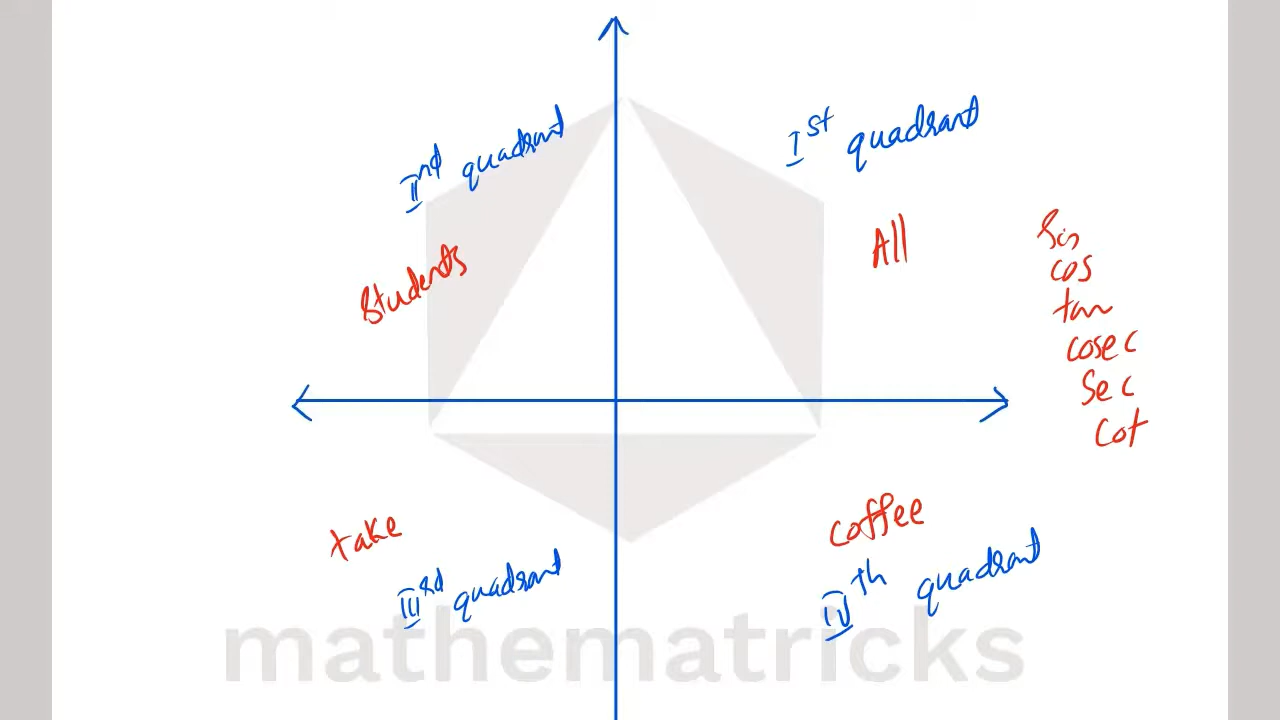 IInd quadrant
Ist quadrant
Students
All
Sin
cos
tan
cosec
Sec
Cot
take
coffee
IIIrd quadrant
IVth quadrant
mathematricks